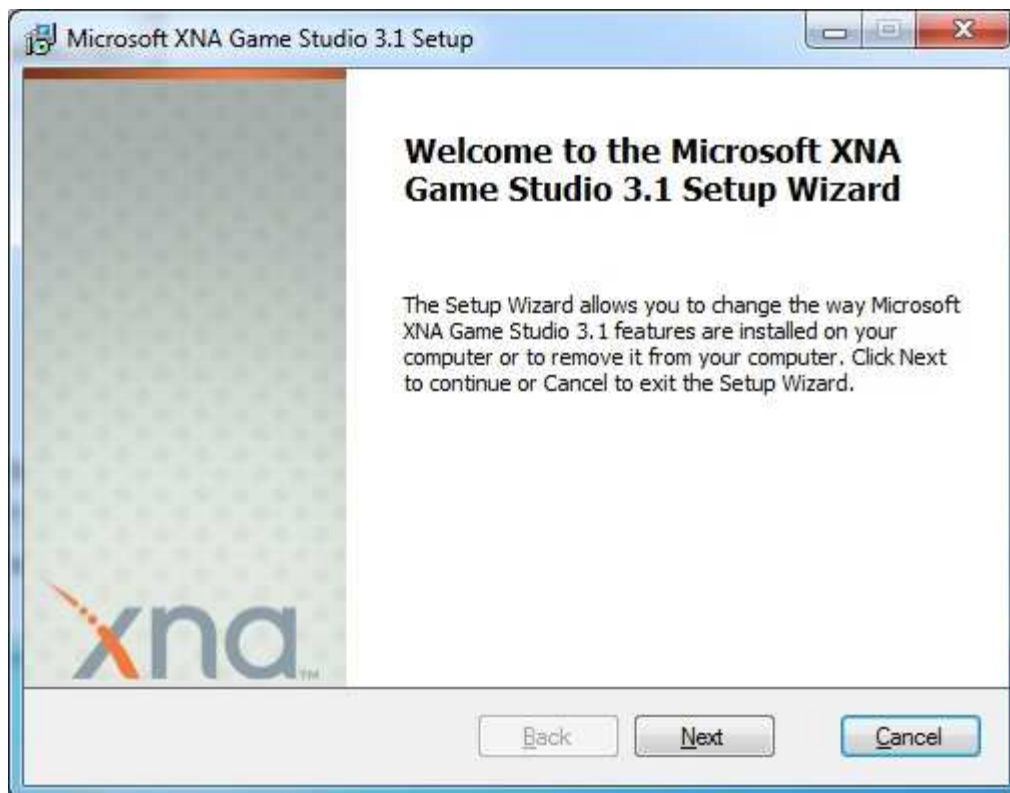 Microsoft XNA Game Studio 3.1 Setup
Welcome to the Microsoft XNA
Game Studio 3.1 Setup Wizard
The Setup Wizard allows you to change the way Microsoft
XNA Game Studio 3.1 features are installed on your
computer or to remove it from your computer. Click Next
to continue or Cancel to exit the Setup Wizard.
xna™
Back Next Cancel